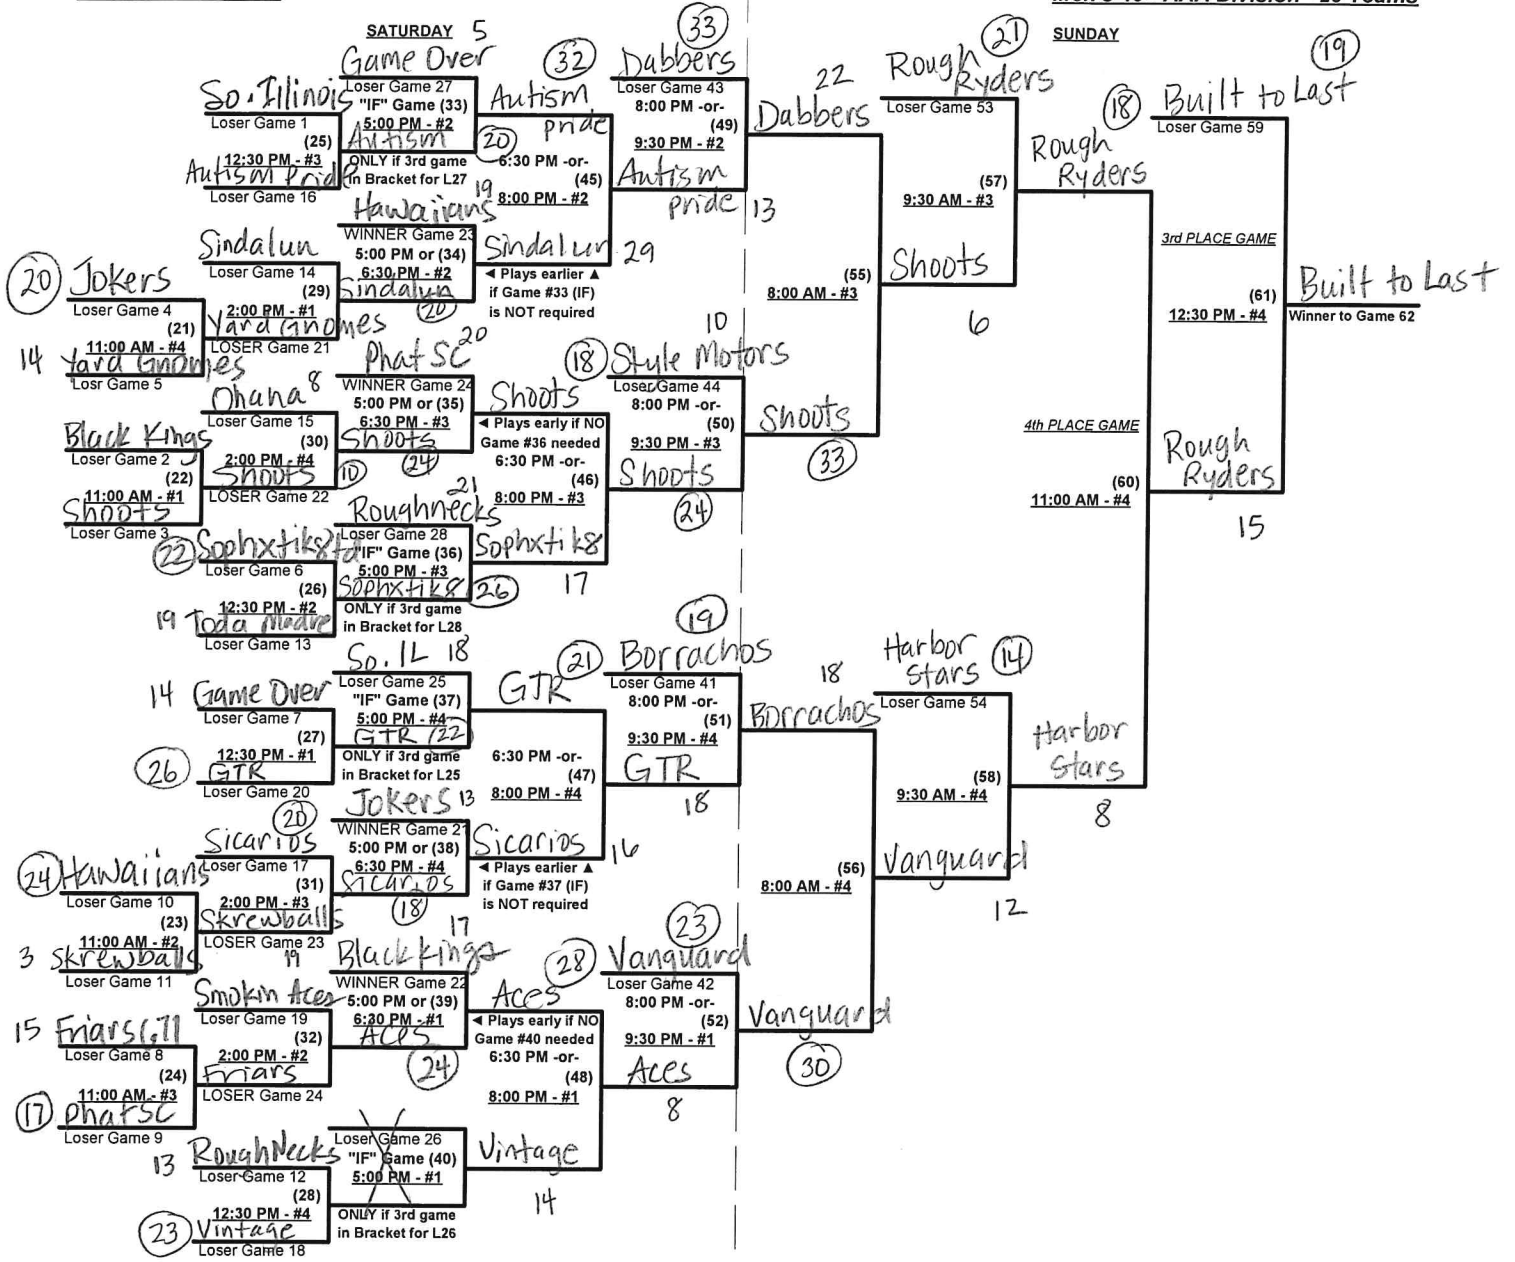 Men's 40 - AAA Division - 28 Teams
SATURDAY
5
Game Over
Loser Game 27
"IF" Game (33)
5:00 PM - #2
Autism
20
ONLY if 3rd game
in Bracket for L27
So. Illinois
Loser Game 1
(25)
12:30 PM - #3
Autism Pride
Loser Game 16
19
Hawaiians
WINNER Game 23
5:00 PM or (34)
6:30 PM - #2
Sindalun
20
Sindalun
Loser Game 14
(29)
2:00 PM - #1
Yard Gnomes
LOSER Game 21
20
Jokers
Loser Game 4
(21)
11:00 AM - #4
14
Yard Gnomes
Losr Game 5
20
Phat SC
WINNER Game 24
5:00 PM or (35)
6:30 PM - #3
Shoots
24
Ohana
8
Loser Game 15
(30)
2:00 PM - #4
Shoots
10
LOSER Game 22
Black Kings
Loser Game 2
(22)
11:00 AM - #1
Shoots
Loser Game 3
21
Roughnecks
Loser Game 28
"IF" Game (36)
5:00 PM - #3
Sophxtik8
26
ONLY if 3rd game
in Bracket for L28
22
Sophxtik8td
Loser Game 6
(26)
12:30 PM - #2
19
Toda Madre
Loser Game 13
So. IL
18
Loser Game 25
"IF" Game (37)
5:00 PM - #4
GTR
22
ONLY if 3rd game
in Bracket for L25
14
Game Over
Loser Game 7
(27)
12:30 PM - #1
26
GTR
Loser Game 20
Jokers
13
WINNER Game 21
5:00 PM or (38)
6:30 PM - #4
Sicarios
18
20
Sicarios
Loser Game 17
(31)
2:00 PM - #3
Skrewballs
LOSER Game 23
19
24
Hawaiians
Loser Game 10
(23)
11:00 AM - #2
3
Skrewballs
Loser Game 11
17
Black kings
WINNER Game 22
5:00 PM or (39)
6:30 PM - #1
Aces
24
Smokin Aces
Loser Game 19
(32)
2:00 PM - #2
Friars
LOSER Game 24
15
Friars
Loser Game 8
(24)
11:00 AM - #3
17
Phat SC
Loser Game 9
Loser Game 26
"IF" Game (40)
5:00 PM - #1
ONLY if 3rd game
in Bracket for L26
13
RoughNecks
Loser Game 12
(28)
12:30 PM - #4
23
Vintage
Loser Game 18
32
Autism
pride
6:30 PM -or-
(45)
8:00 PM - #2
Sindalun
29
◄ Plays earlier ▲
if Game #33 (IF)
is NOT required
Shoots
◄ Plays early if NO
Game #36 needed
6:30 PM -or-
(46)
8:00 PM - #3
Sophxtik8
17
GTR
21
6:30 PM -or-
(47)
8:00 PM - #4
Sicarios
16
◄ Plays earlier ▲
if Game #37 (IF)
is NOT required
28
Aces
◄ Plays early if NO
Game #40 needed
6:30 PM -or-
(48)
8:00 PM - #1
Vintage
14
33
Dabbers
Loser Game 43
8:00 PM -or-
(49)
9:30 PM - #2
Autism
pride
13
10
18
Style Motors
Loser Game 44
8:00 PM -or-
(50)
9:30 PM - #3
Shoots
24
19
Borrachos
Loser Game 41
8:00 PM -or-
(51)
9:30 PM - #4
GTR
18
23
Vanguard
Loser Game 42
8:00 PM -or-
(52)
9:30 PM - #1
Aces
8
22
Dabbers
(55)
8:00 AM - #3
Shoots
33
18
Borrachos
(56)
8:00 AM - #4
Vanguard
30
SUNDAY
21
Rough
Ryders
Loser Game 53
(57)
9:30 AM - #3
Shoots
6
Harbor
Stars
14
Loser Game 54
(58)
9:30 AM - #4
Vanguard
12
18
Rough
Ryders
4th PLACE GAME
(60)
11:00 AM - #4
Harbor
Stars
8
19
Built to Last
Loser Game 59
3rd PLACE GAME
(61)
12:30 PM - #4
Rough
Ryders
15
Built to Last
Winner to Game 62